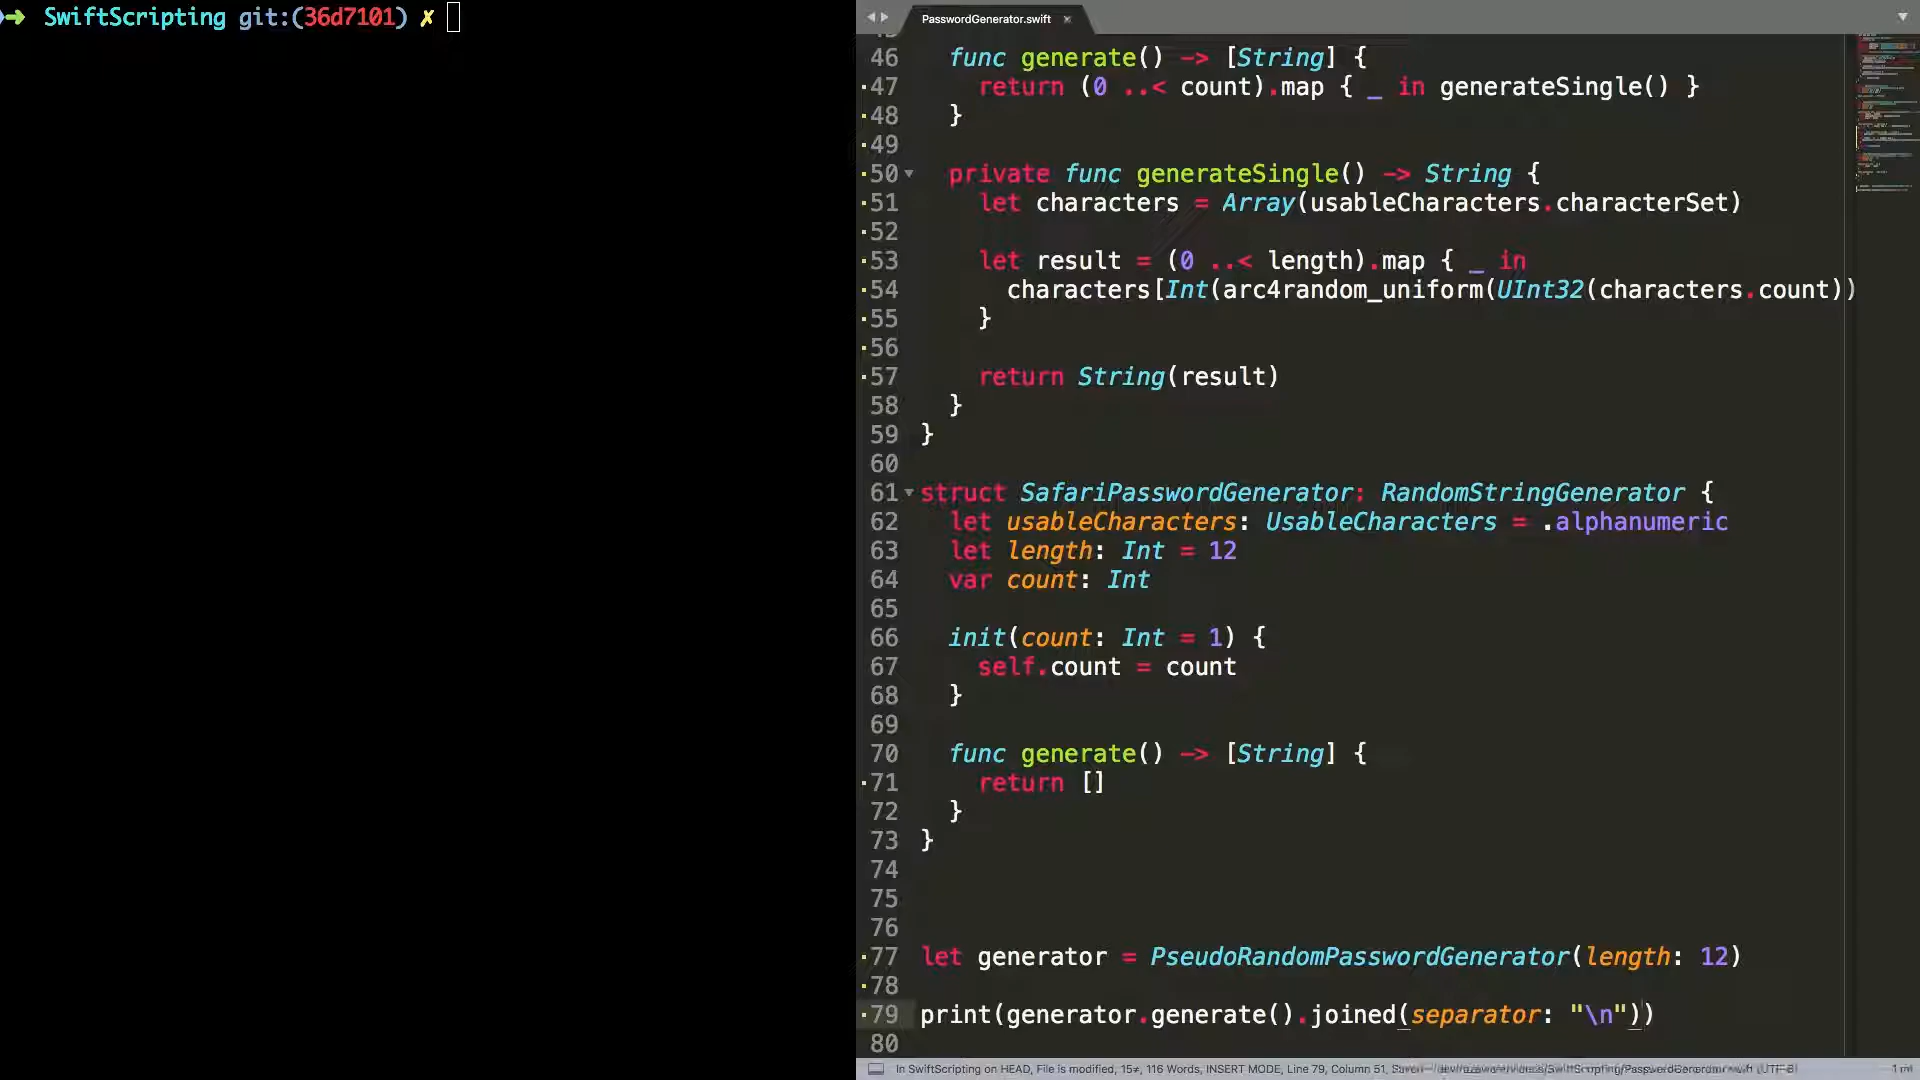 ➜ SwiftScripting git:(36d7101) ✗
PasswordGenerator.swift ×
46 func generate() -> [String] {
47 return (0 ..< count).map { _ in generateSingle() }
48 }
49
50 private func generateSingle() -> String {
51 let characters = Array(usableCharacters.characterSet)
52
53 let result = (0 ..< length).map { _ in
54 characters[Int(arc4random_uniform(UInt32(characters.count))
55 }
56
57 return String(result)
58 }
59 }
60
61 struct SafariPasswordGenerator: RandomStringGenerator {
62 let usableCharacters: UsableCharacters = .alphanumeric
63 let length: Int = 12
64 var count: Int
65
66 init(count: Int = 1) {
67 self.count = count
68 }
69
70 func generate() -> [String] {
71 return []
72 }
73 }
74
75
76
77 let generator = PseudoRandomPasswordGenerator(length: 12)
78
79 print(generator.generate().joined(separator: "\n"))
80
In SwiftScripting on HEAD, File is modified, 15≠, 116 Words, INSERT MODE, Line 79, Column 51,